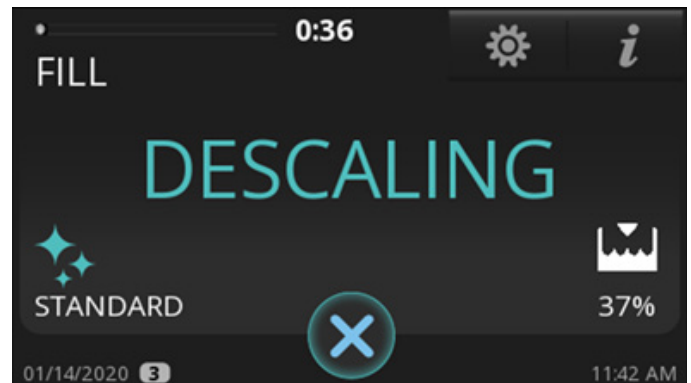 0:36
i
FILL
DESCALING
STANDARD
37%
01/14/2020 3
11:42 AM